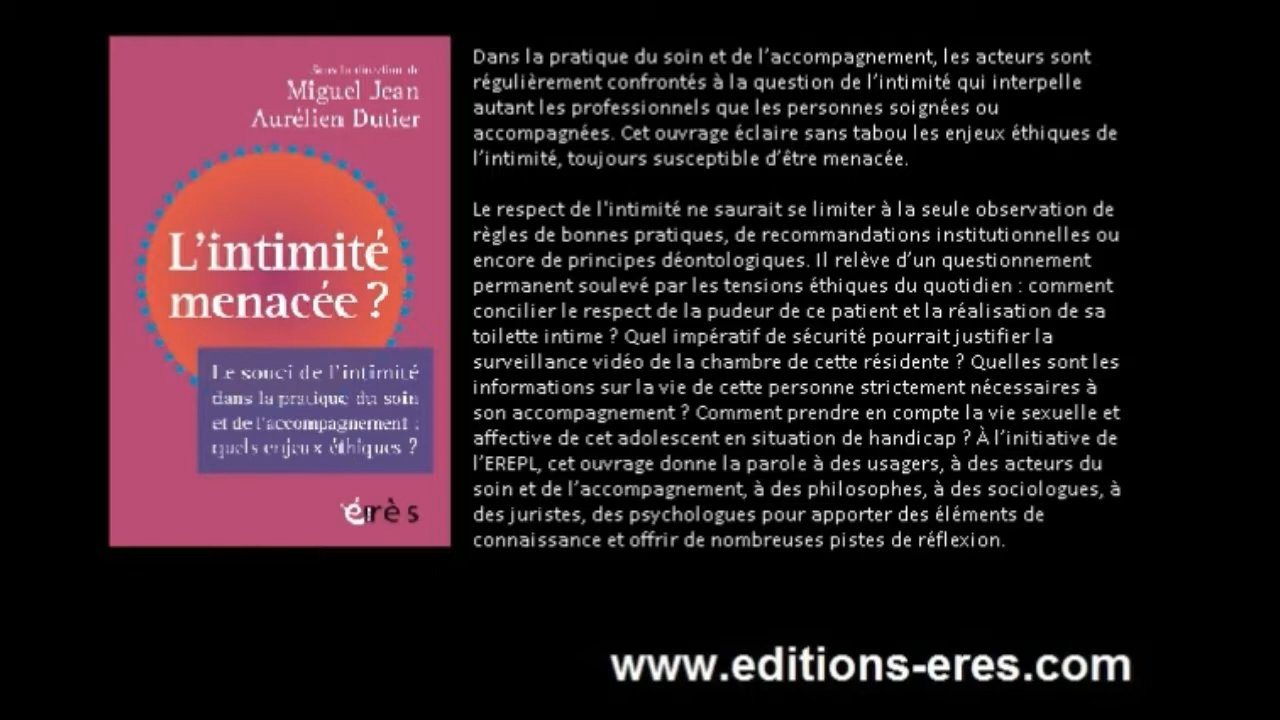 Sous la direction de
Miguel Jean
Aurélien Dutier
L'intimité
menacée ?
Le souci de l'intimité
dans la pratique du soin
et de l'accompagnement :
quels enjeux éthiques ?
érès
Dans la pratique du soin et de l'accompagnement, les acteurs sont
régulièrement confrontés à la question de l'intimité qui interpelle
autant les professionnels que les personnes soignées ou
accompagnées. Cet ouvrage éclaire sans tabou les enjeux éthiques de
l'intimité, toujours susceptible d'être menacée.
Le respect de l'intimité ne saurait se limiter à la seule observation de
règles de bonnes pratiques, de recommandations institutionnelles ou
encore de principes déontologiques. Il relève d'un questionnement
permanent soulevé par les tensions éthiques du quotidien : comment
concilier le respect de la pudeur de ce patient et la réalisation de sa
toilette intime ? Quel impératif de sécurité pourrait justifier la
surveillance vidéo de la chambre de cette résidente ? Quelles sont les
informations sur la vie de cette personne strictement nécessaires à
son accompagnement ? Comment prendre en compte la vie sexuelle et
affective de cet adolescent en situation de handicap ? À l'initiative de
l'EREPL, cet ouvrage donne la parole à des usagers, à des acteurs du
soin et de l'accompagnement, à des philosophes, à des sociologues, à
des juristes, des psychologues pour apporter des éléments de
connaissance et offrir de nombreuses pistes de réflexion.
www.editions-eres.com